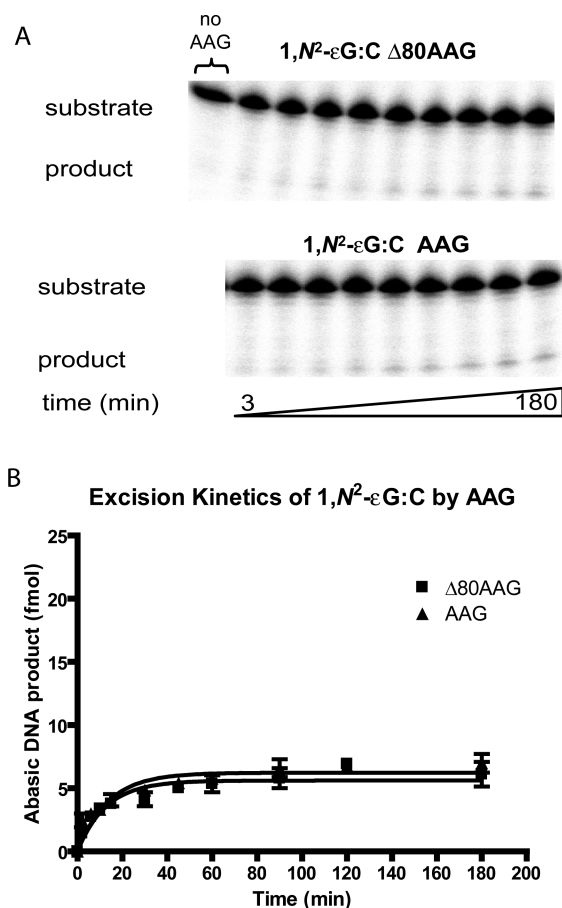 A
no
AAG
1,N²-εG:C Δ80AAG
substrate
product
1,N²-εG:C AAG
substrate
product
time (min)
3
180
B
Excision Kinetics of 1,N²-εG:C by AAG
25
20
15
10
5
0
Abasic DNA product (fmol)
Δ80AAG
AAG
0 20 40 60 80 100 120 140 160 180 200
Time (min)